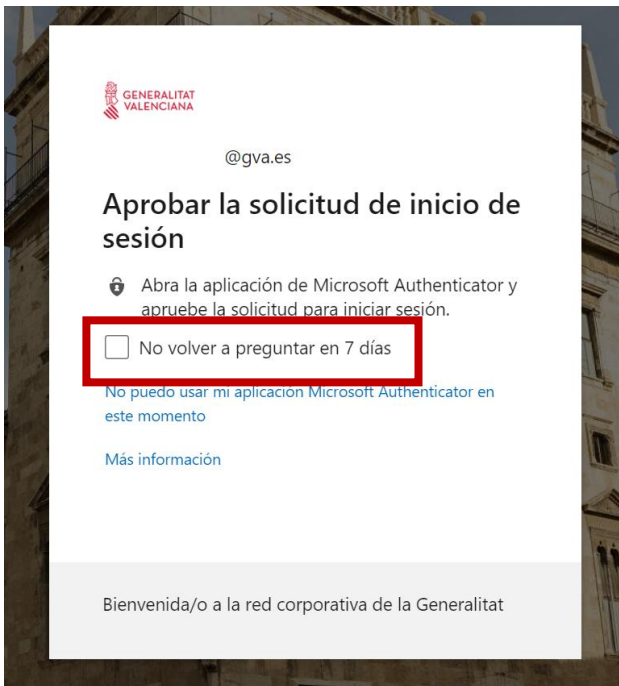 GENERALITAT
VALENCIANA
@gva.es
Aprobar la solicitud de inicio de
sesión
Abra la aplicación de Microsoft Authenticator y
apruebe la solicitud para iniciar sesión.
No volver a preguntar en 7 días
No puedo usar mi aplicación Microsoft Authenticator en
este momento
Más información
Bienvenida/o a la red corporativa de la Generalitat